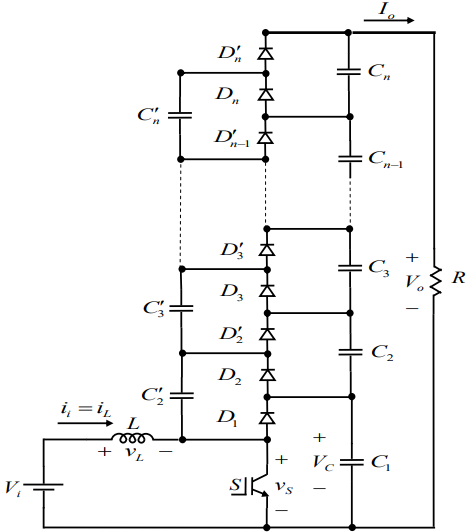 I_o
D'_n
C_n
D_n
C'_n
D'_{n-1}
C_{n-1}
D'_3
C_3
+
D_3
V_o
R
C'_3
−
D'_2
C_2
D_2
C'_2
i_i = i_L
D_1
L
+
+ v_L −
V_C
C_1
+
V_i
S
v_S
−
−